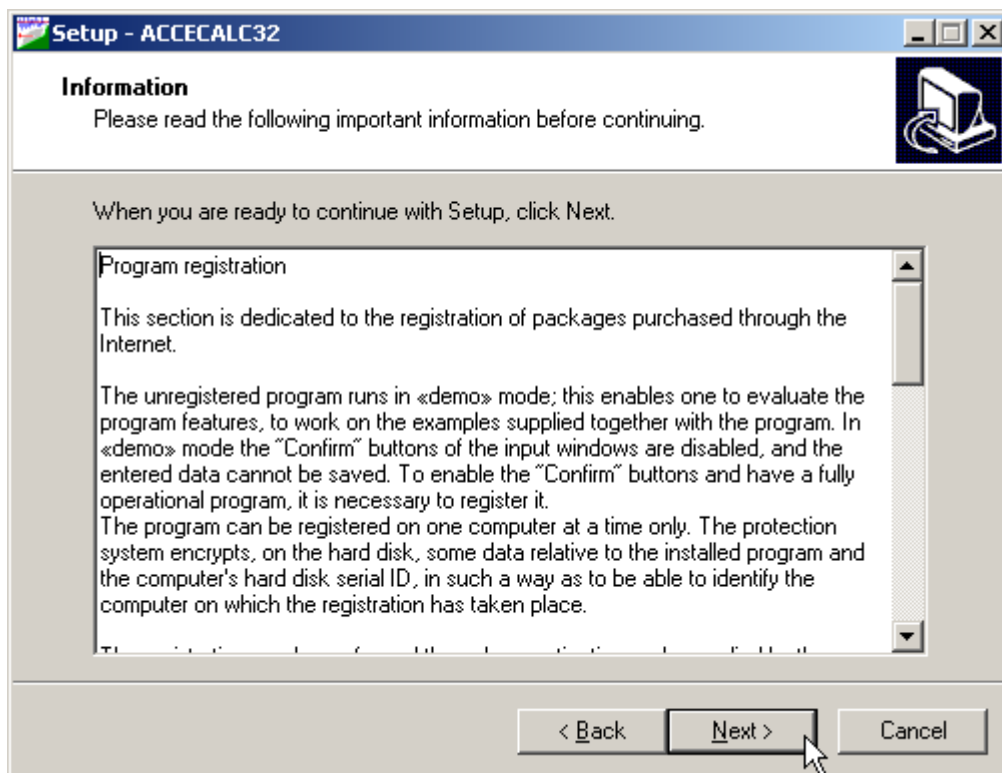 Setup - ACCECALC32
Information
Please read the following important information before continuing.
When you are ready to continue with Setup, click Next.
Program registration
This section is dedicated to the registration of packages purchased through the
Internet.
The unregistered program runs in «demo» mode; this enables one to evaluate the
program features, to work on the examples supplied together with the program. In
«demo» mode the "Confirm" buttons of the input windows are disabled, and the
entered data cannot be saved. To enable the "Confirm" buttons and have a fully
operational program, it is necessary to register it.
The program can be registered on one computer at a time only. The protection
system encrypts, on the hard disk, some data relative to the installed program and
the computer's hard disk serial ID, in such a way as to be able to identify the
computer on which the registration has taken place.
< Back
Next >
Cancel